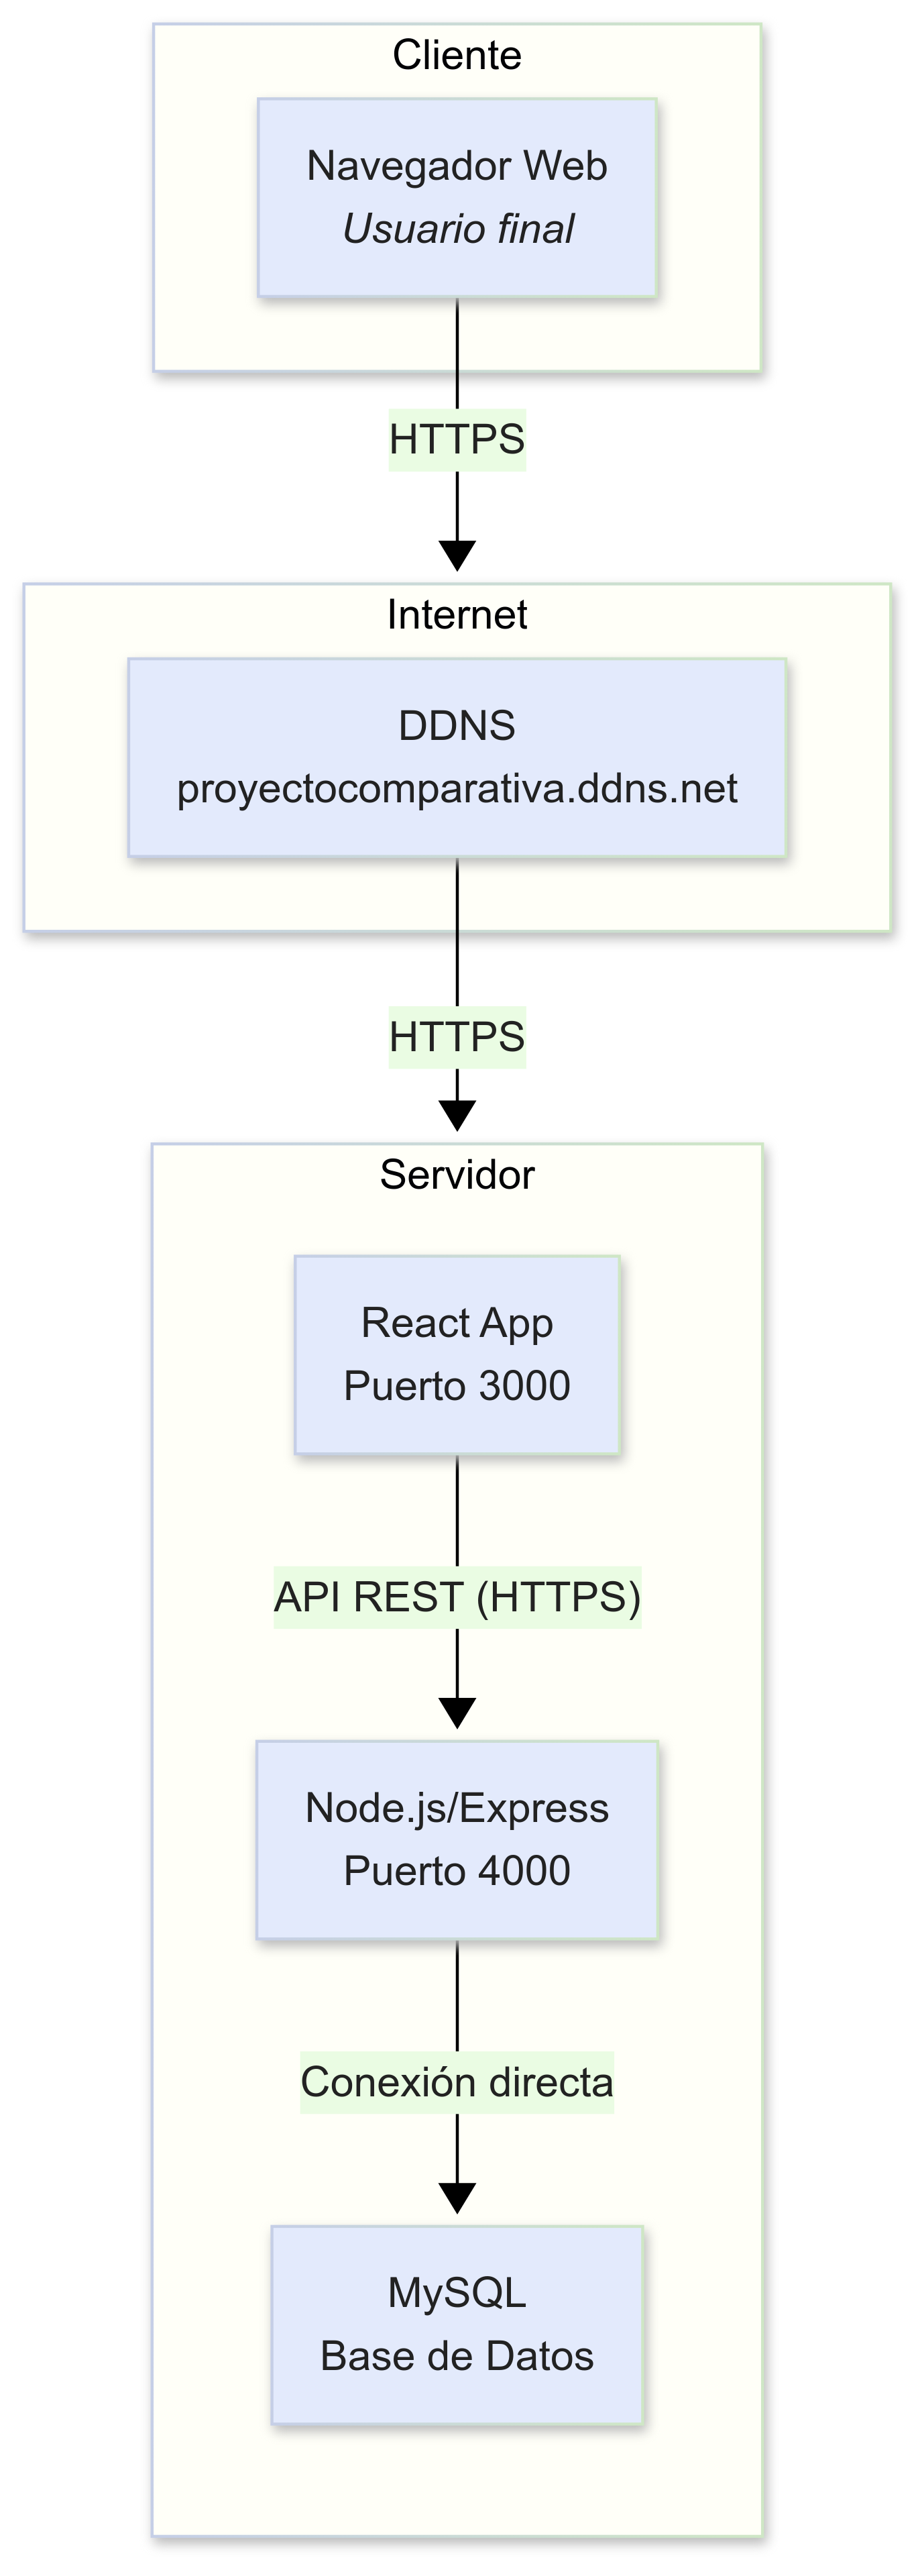 Cliente
Navegador Web
Usuario final
HTTPS
Internet
DDNS
proyectocomparativa.ddns.net
HTTPS
Servidor
React App
Puerto 3000
API REST (HTTPS)
Node.js/Express
Puerto 4000
Conexión directa
MySQL
Base de Datos